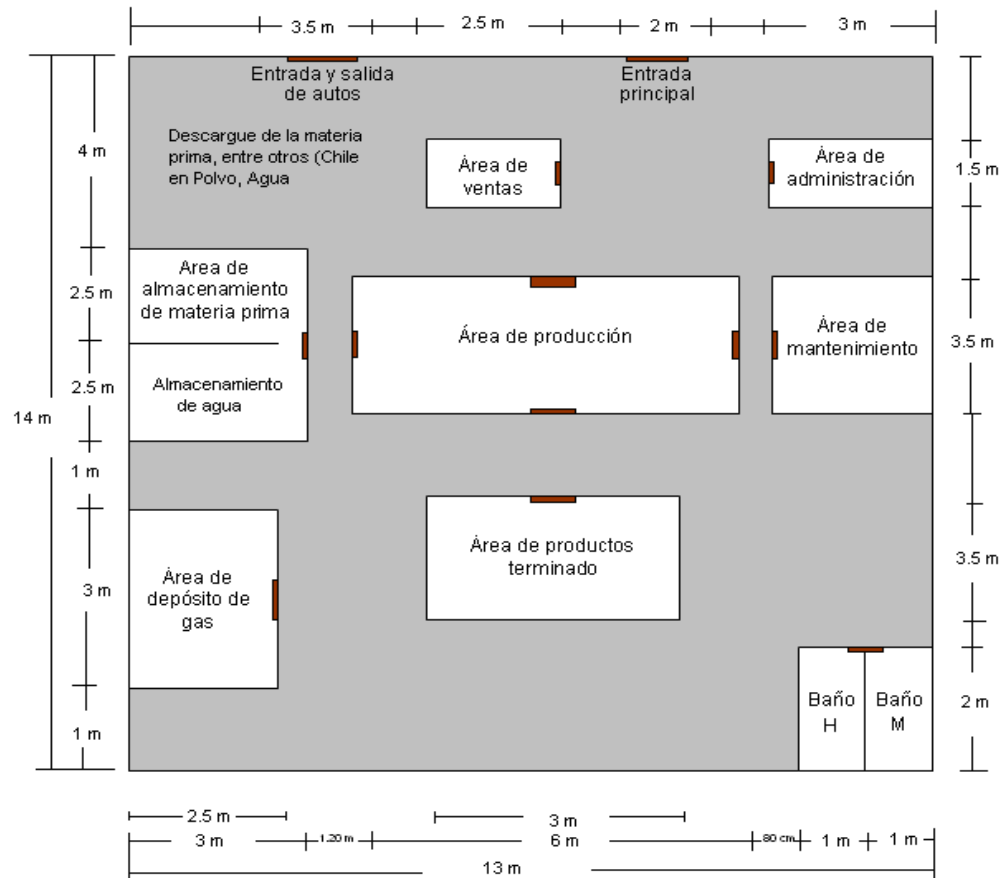 3.5 m
2.5 m
2 m
3 m
Entrada y salida
de autos
Entrada
principal
Descargue de la materia
prima, entre otros (Chile
en Polvo, Agua
4 m
Área de
ventas
Área de
administración
1.5 m
Area de
almacenamiento
de materia prima
2.5 m
Área de producción
Área de
mantenimiento
3.5 m
Almacenamiento
de agua
2.5 m
14 m
1 m
Área de
depósito de
gas
3 m
Área de productos
terminado
3.5 m
Baño
H
Baño
M
2 m
1 m
2.5 m
3 m
3 m
1.20 m
6 m
80 cm
1 m
1 m
13 m